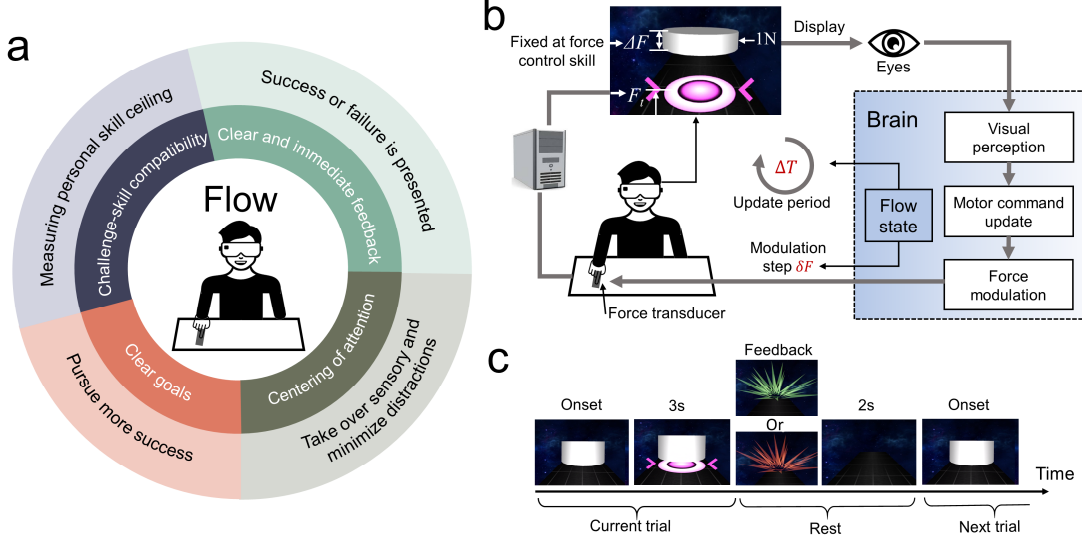 a
Measuring personal skill ceiling
Success or failure is presented
Challenge-skill compatibility
Clear and immediate feedback
Flow
Clear goals
Centering of attention
Pursue more success
Take over sensory and
minimize distractions
b
Fixed at force
control skill
ΔF
1N
Display
Eyes
F_t
Brain
Visual
perception
ΔT
Update period
Flow
state
Motor command
update
Modulation
step δF
Force
modulation
Force transducer
c
Feedback
Onset
3s
Or
2s
Onset
Time
Current trial
Rest
Next trial